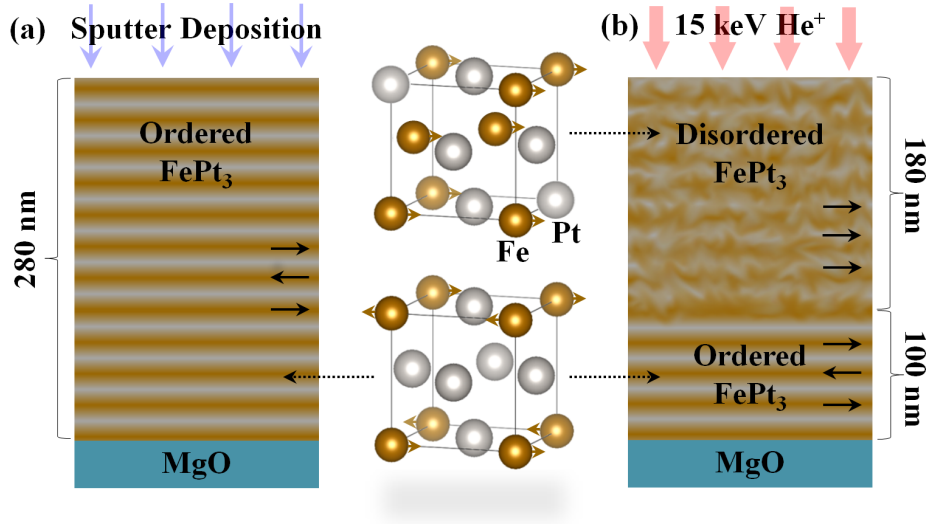 (a) Sputter Deposition
280 nm
Ordered
FePt₃
MgO
Fe
Pt
(b) 15 keV He⁺
Disordered
FePt₃
180 nm
Ordered
FePt₃
100 nm
MgO